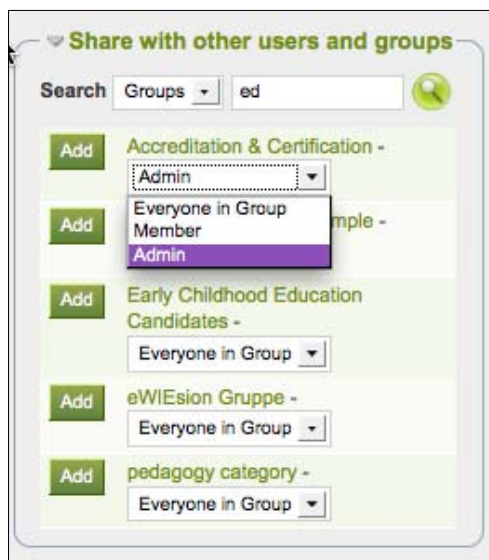 Share with other users and groups
Search Groups ed
Add Accreditation & Certification -
Admin
Everyone in Group
Member
Admin
Add
Add Early Childhood Education
Candidates -
Everyone in Group
Add eWIEsion Gruppe -
Everyone in Group
Add pedagogy category -
Everyone in Group